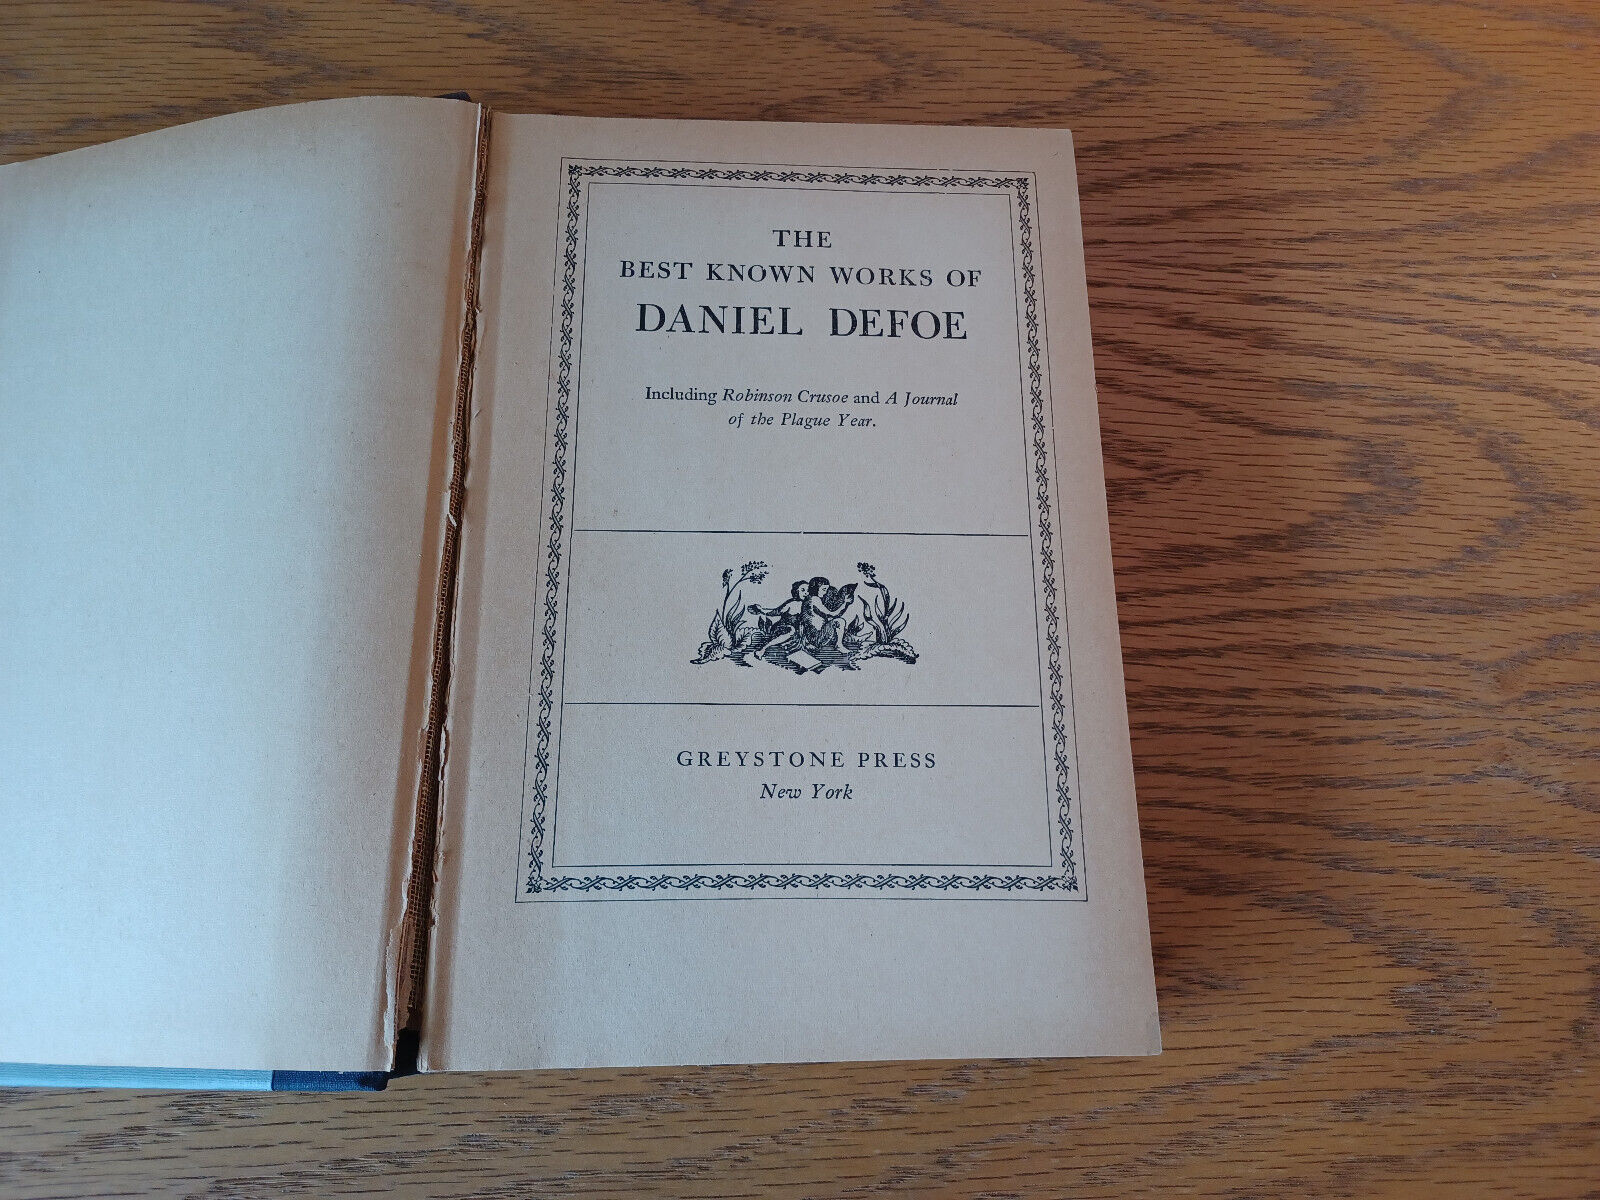 THE
BEST KNOWN WORKS OF
DANIEL DEFOE
Including Robinson Crusoe and A Journal
of the Plague Year.
GREYSTONE PRESS
New York